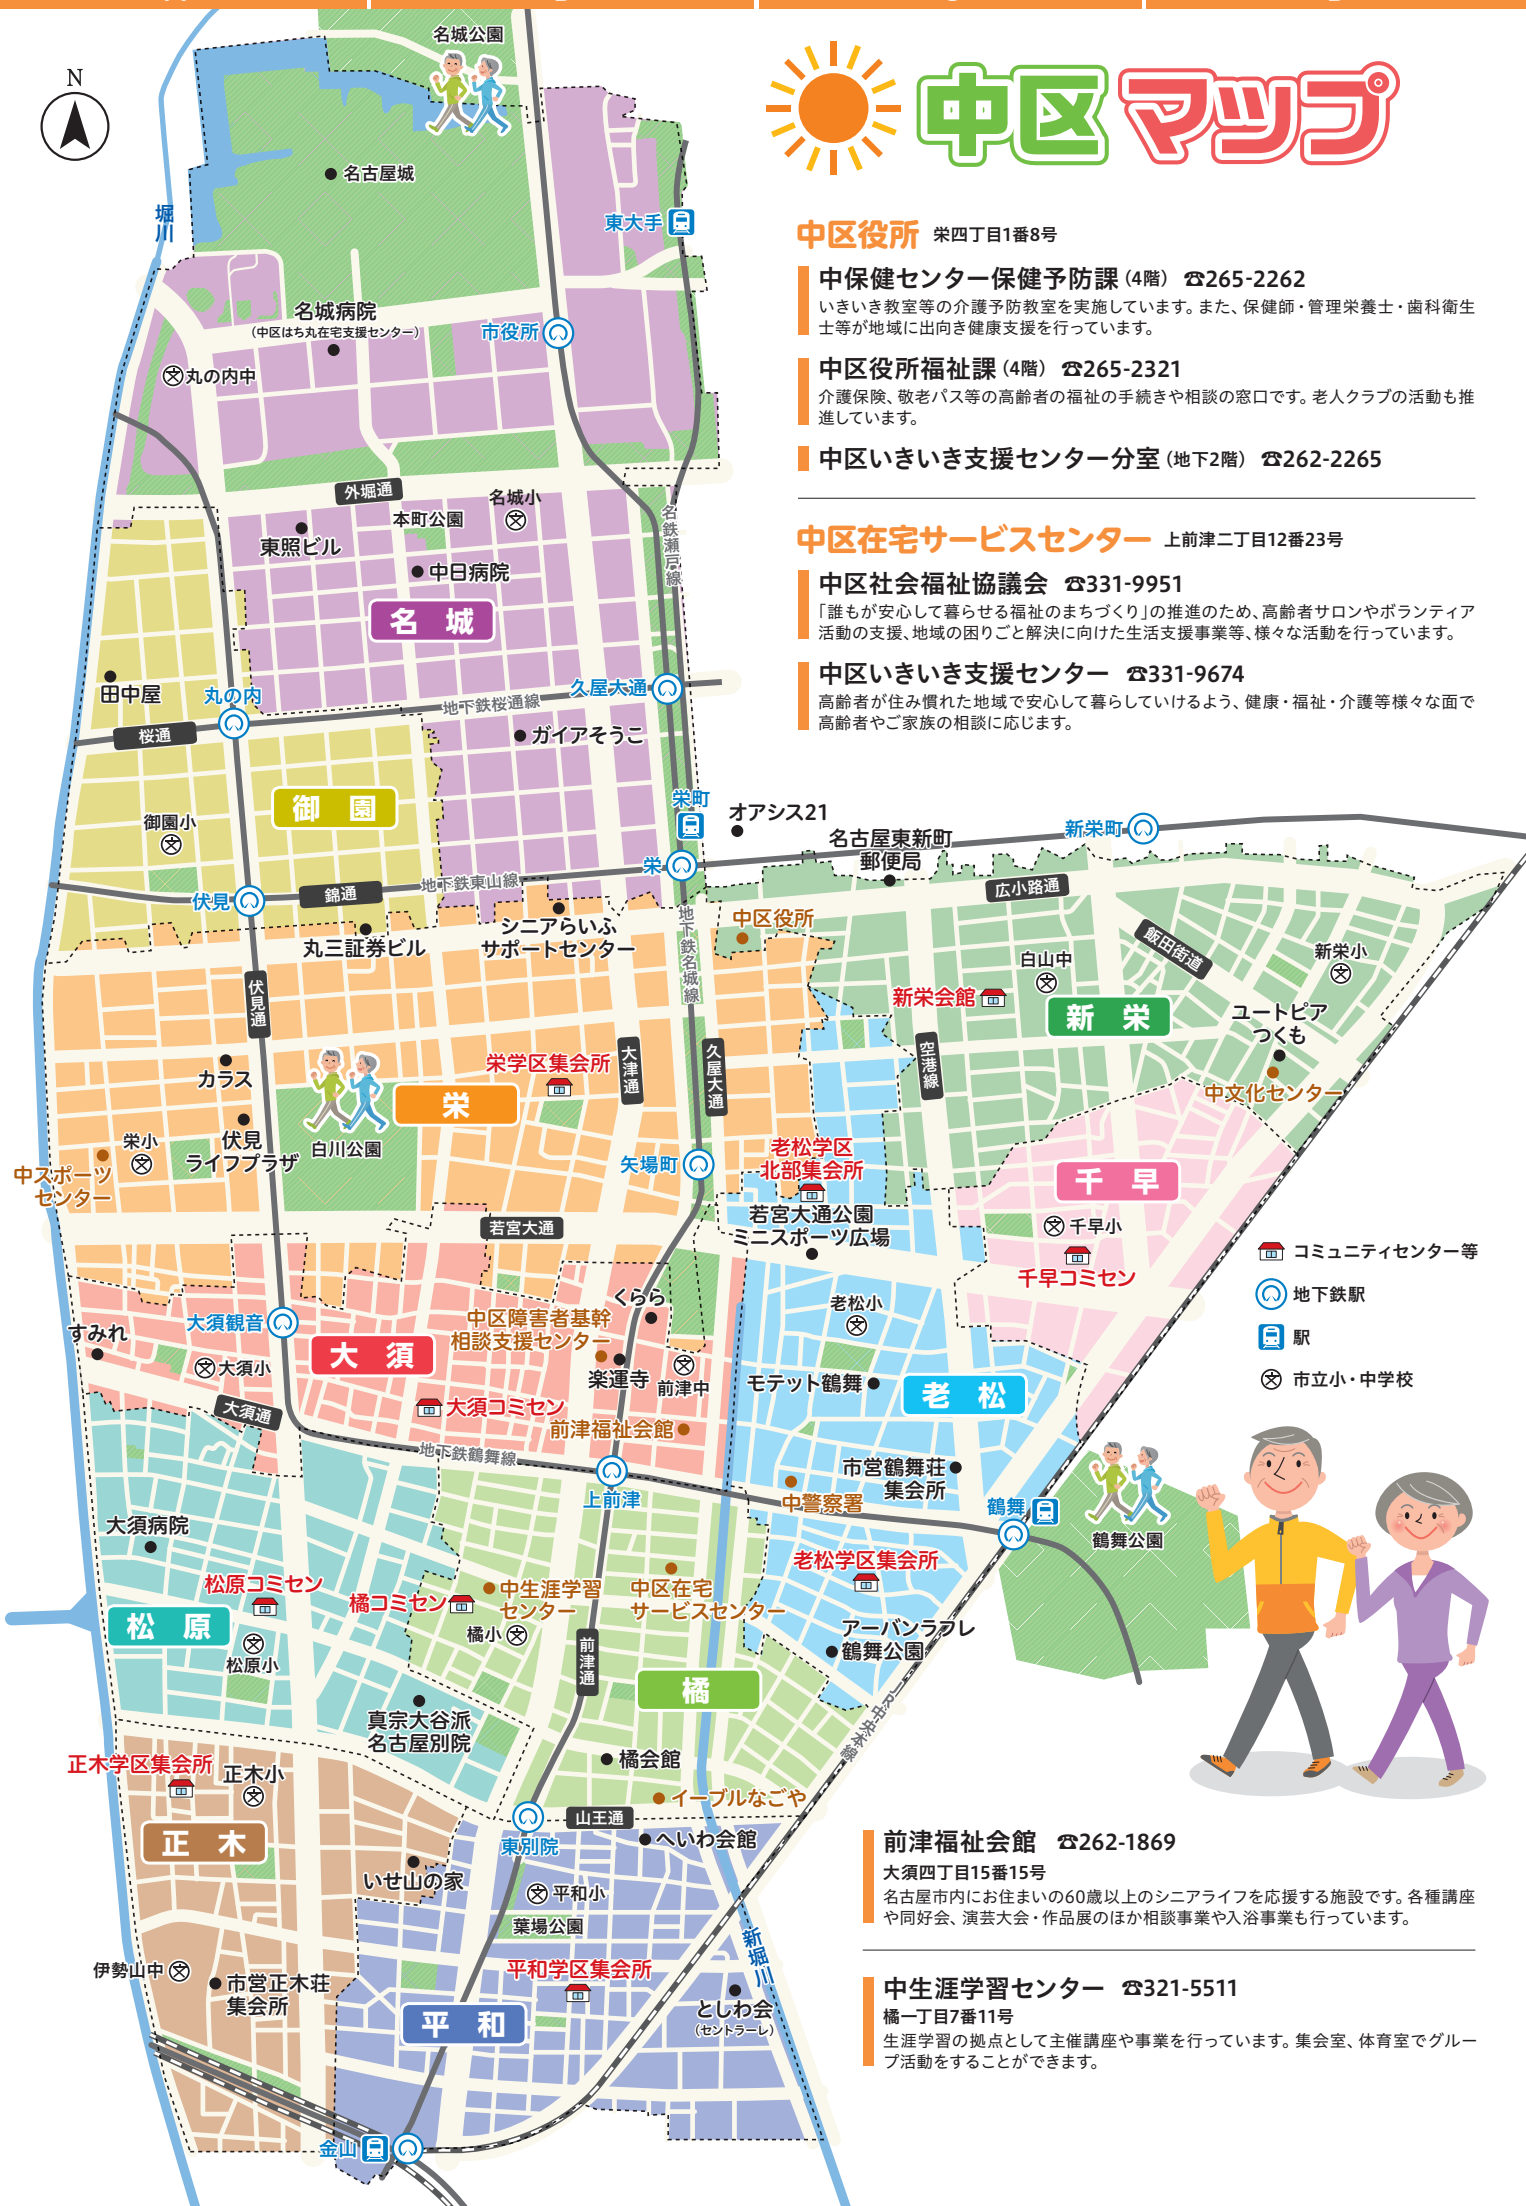 中区 マップ
N
中区役所 栄四丁目1番8号
中保健センター保健予防課(4階) ☎265-2262
いきいき教室等の介護予防教室を実施しています。また、保健師・管理栄養士・歯科衛生
士等が地域に出向き健康支援を行っています。
中区役所福祉課(4階) ☎265-2321
介護保険、敬老パス等の高齢者の福祉の手続きや相談の窓口です。老人クラブの活動も推
進しています。
中区いきいき支援センター分室(地下2階) ☎262-2265
中区在宅サービスセンター 上前津二丁目12番23号
中区社会福祉協議会 ☎331-9951
「誰もが安心して暮らせる福祉のまちづくり」の推進のため、高齢者サロンやボランティア
活動の支援、地域の困りごと解決に向けた生活支援事業等、様々な活動を行っています。
中区いきいき支援センター ☎331-9674
高齢者が住み慣れた地域で安心して暮らしていけるよう、健康・福祉・介護等様々な面で
高齢者やご家族の相談に応じます。
名城公園
名古屋城
堀川
東大手
名城病院
(中区はち丸在宅支援センター)
市役所
文丸の内中
外堀通
名城小
文
本町公園
東照ビル
中日病院
名鉄瀬戸線
名 城
田中屋
丸の内
久屋大通
地下鉄桜通線
桜通
ガイアそうこ
御 園
御園小
文
栄町
オアシス21
名古屋東新町
郵便局
新栄町
栄
地下鉄東山線
錦通
伏見
広小路通
丸三証券ビル
シニアらいふ
サポートセンター
地下鉄名城線
中区役所
飯田街道
新栄小
文
白山中
文
伏見通
新栄会館
新 栄
ユートピア
つくも
中文化センター
空港線
大津通
久屋大通
栄学区集会所
カラス
栄
伏見
ライフプラザ
白川公園
栄小
文
中スポーツ
センター
矢場町
老松学区
北部集会所
若宮大通公園
ミニスポーツ広場
若宮大通
千 早
文千早小
千早コミセン
コミュニティセンター等
地下鉄駅
駅
文 市立小・中学校
くらら
老松小
文
大須観音
中区障害者基幹
相談支援センター
すみれ
大 須
文大須小
楽運寺
文
前津中
モテット鶴舞
老 松
大須コミセン
大須通
前津福祉会館
地下鉄鶴舞線
市営鶴舞荘
集会所
上前津
中警察署
鶴舞
鶴舞公園
大須病院
老松学区集会所
松原コミセン
橘コミセン
中生涯学習
センター
中区在宅
サービスセンター
松 原
文
松原小
橘小文
前津通
アーバンラフレ
鶴舞公園
橘
JR中央本線
真宗大谷派
名古屋別院
橘会館
正木学区集会所
正木小
文
イーブルなごや
山王通
正 木
東別院
へいわ会館
いせ山の家
文平和小
葉場公園
新堀川
伊勢山中文
平和学区集会所
市営正木荘
集会所
としわ会
(セントラーレ)
平 和
金山
前津福祉会館 ☎262-1869
大須四丁目15番15号
名古屋市内にお住まいの60歳以上のシニアライフを応援する施設です。各種講座
や同好会、演芸大会・作品展のほか相談事業や入浴事業も行っています。
中生涯学習センター ☎321-5511
橘一丁目7番11号
生涯学習の拠点として主催講座や事業を行っています。集会室、体育室でグルー
プ活動をすることができます。